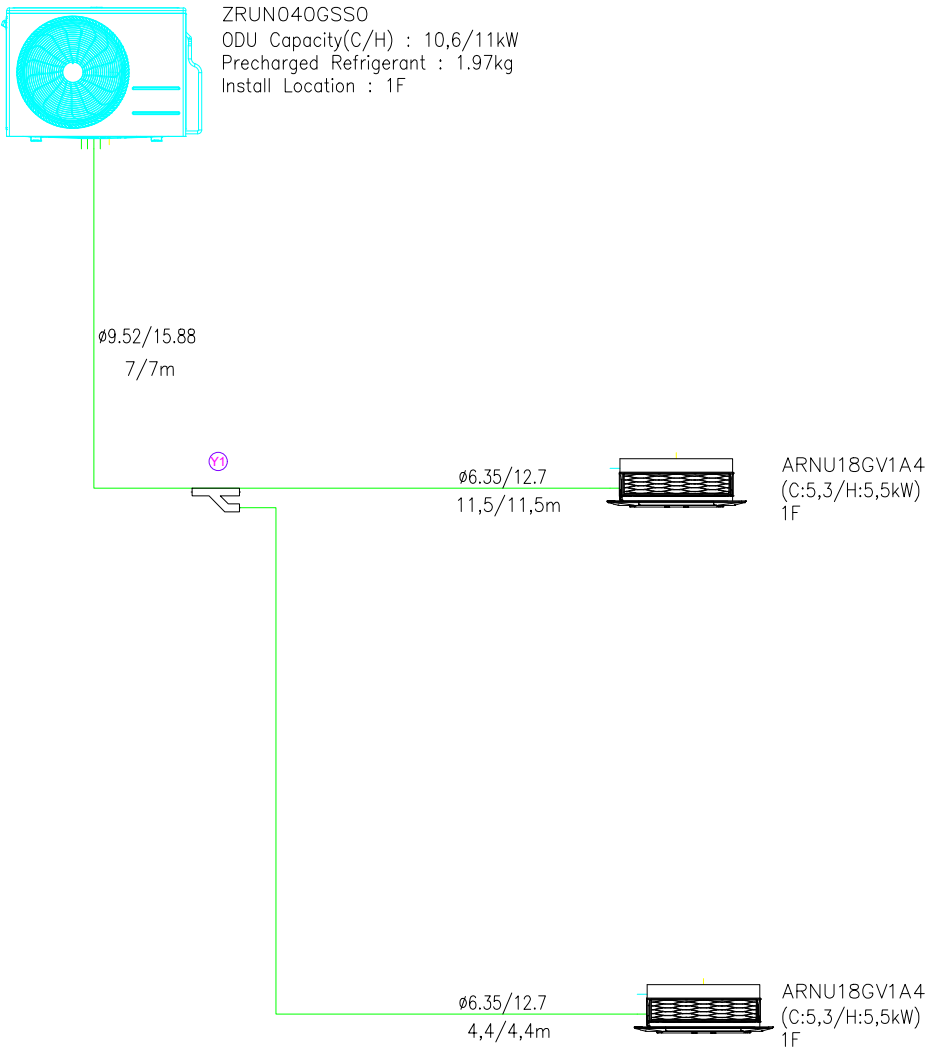 ZRUN040GSS0
ODU Capacity(C/H) : 10,6/11kW
Precharged Refrigerant : 1.97kg
Install Location : 1F
ø9.52/15.88
7/7m
Y1
ø6.35/12.7
11,5/11,5m
ARNU18GV1A4
(C:5,3/H:5,5kW)
1F
ø6.35/12.7
4,4/4,4m
ARNU18GV1A4
(C:5,3/H:5,5kW)
1F